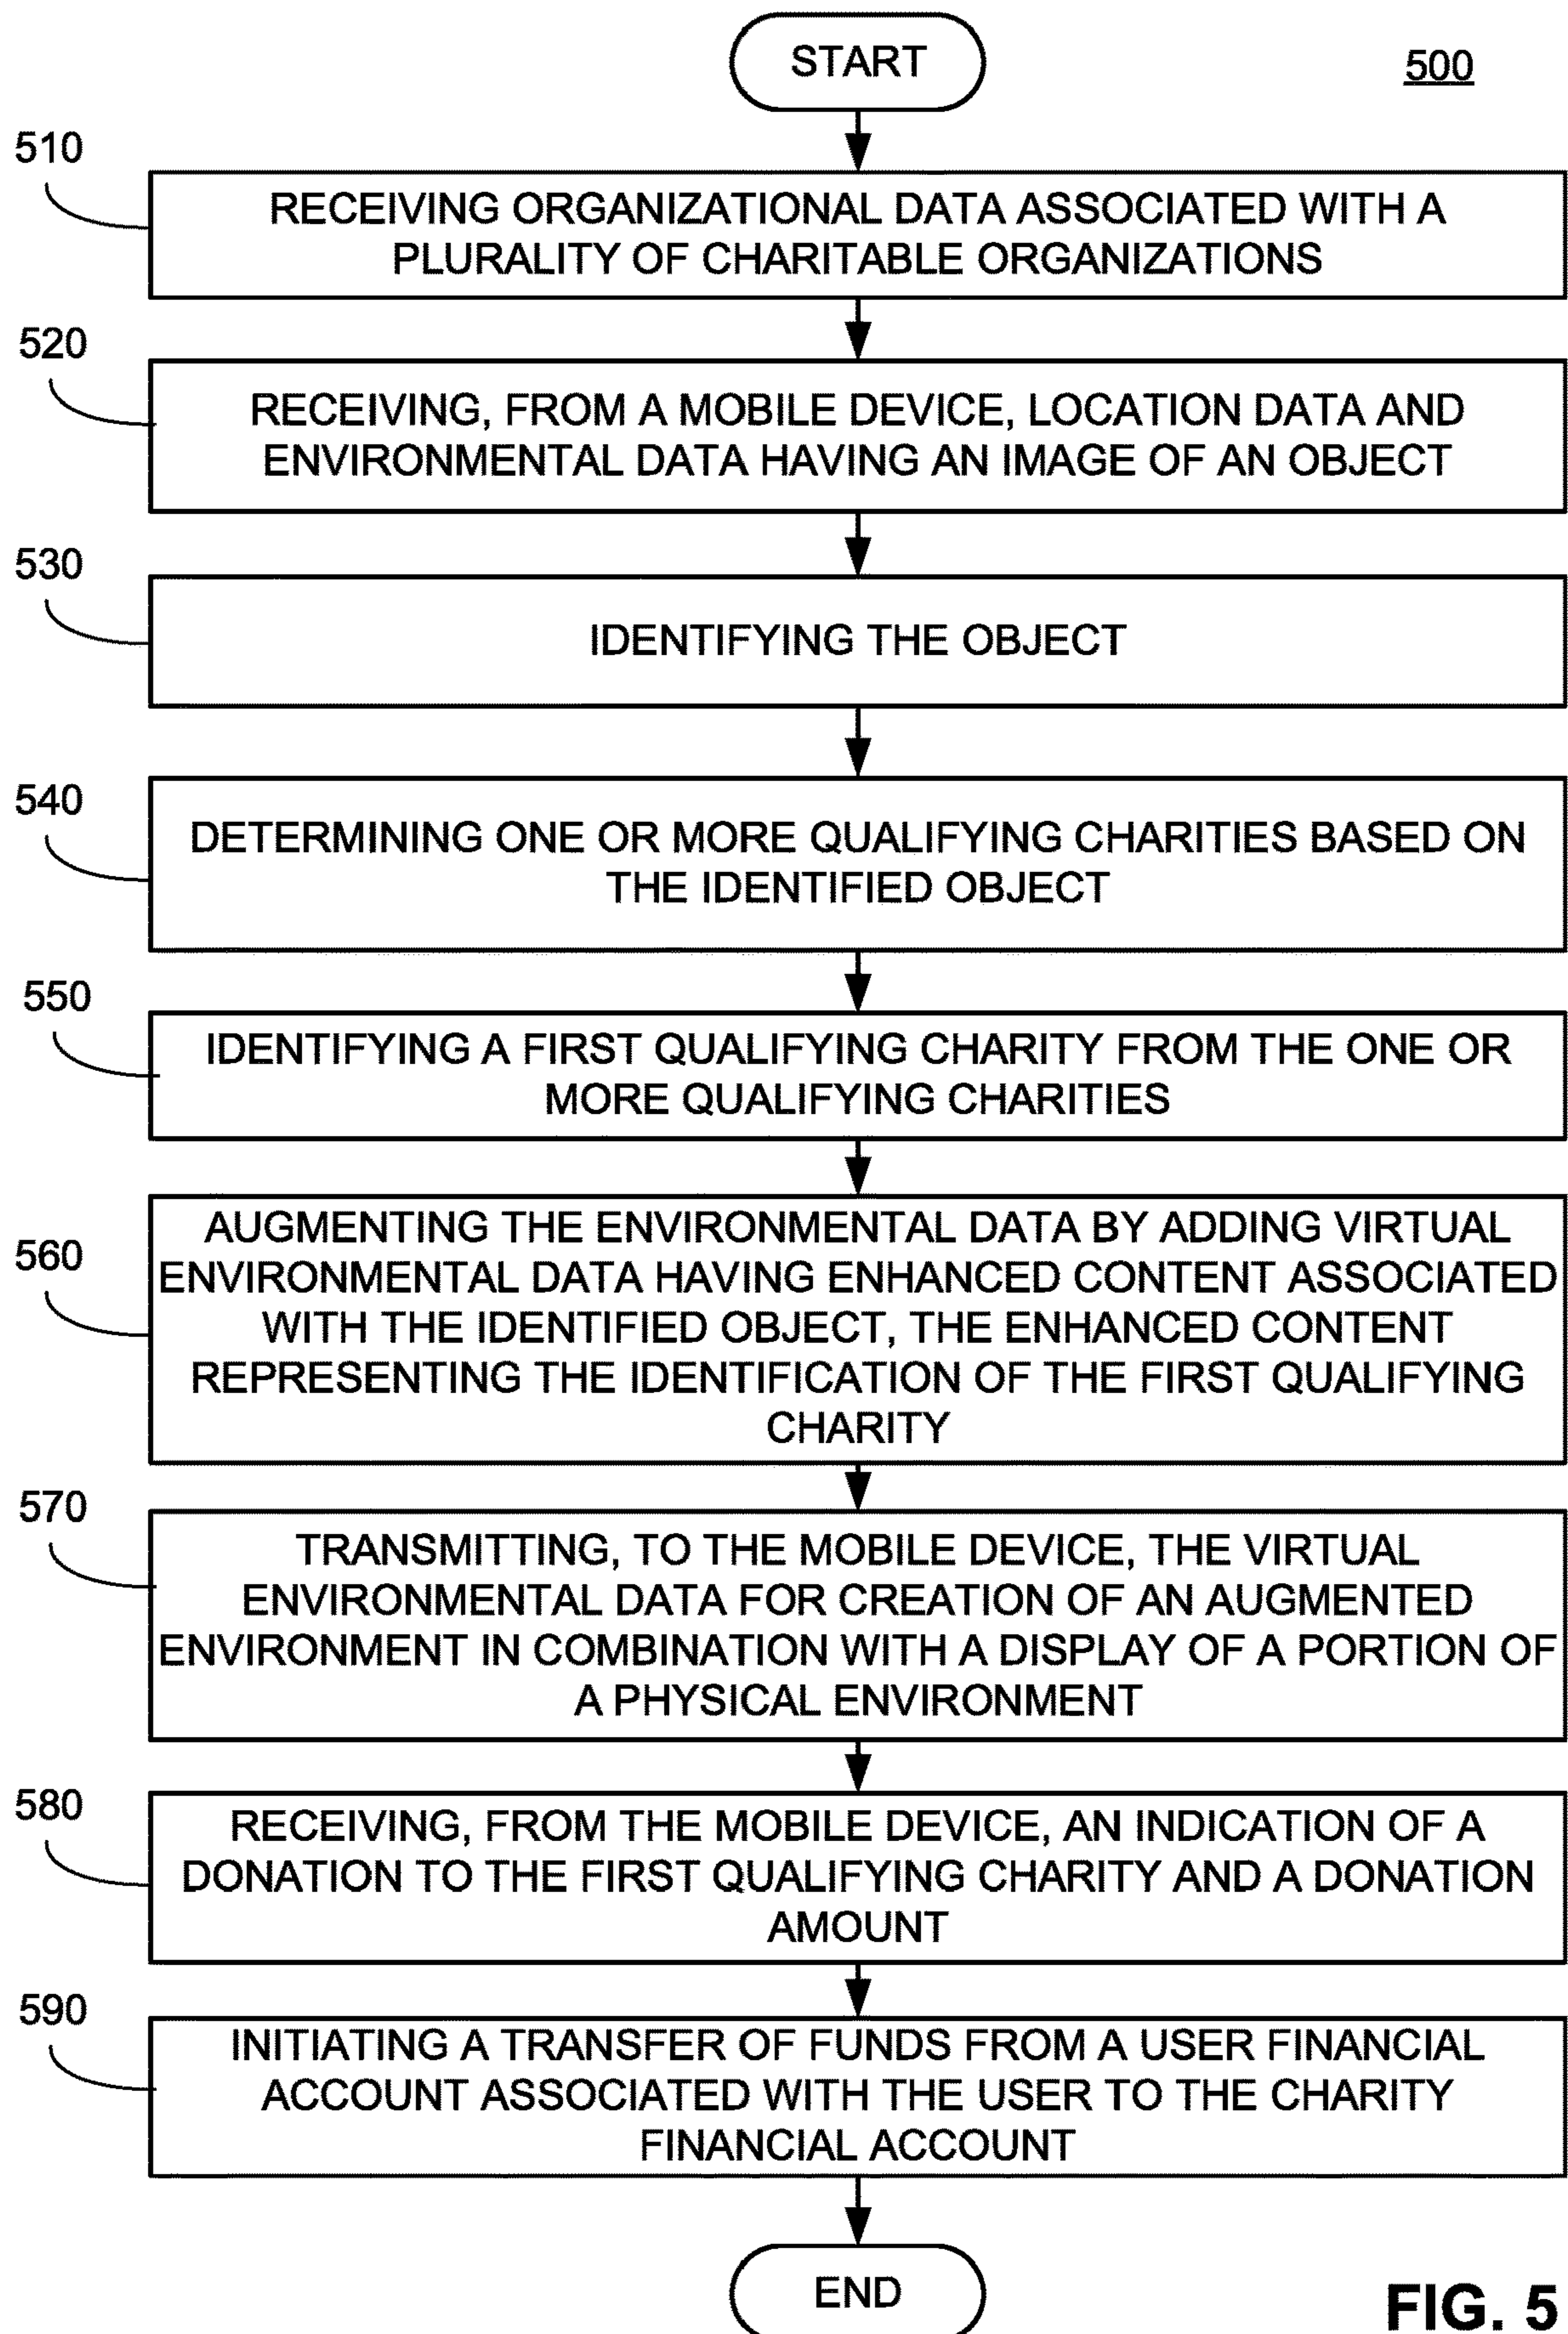 START
500
510
RECEIVING ORGANIZATIONAL DATA ASSOCIATED WITH A
PLURALITY OF CHARITABLE ORGANIZATIONS
520
RECEIVING, FROM A MOBILE DEVICE, LOCATION DATA AND
ENVIRONMENTAL DATA HAVING AN IMAGE OF AN OBJECT
530
IDENTIFYING THE OBJECT
540
DETERMINING ONE OR MORE QUALIFYING CHARITIES BASED ON
THE IDENTIFIED OBJECT
550
IDENTIFYING A FIRST QUALIFYING CHARITY FROM THE ONE OR
MORE QUALIFYING CHARITIES
560
AUGMENTING THE ENVIRONMENTAL DATA BY ADDING VIRTUAL
ENVIRONMENTAL DATA HAVING ENHANCED CONTENT ASSOCIATED
WITH THE IDENTIFIED OBJECT, THE ENHANCED CONTENT
REPRESENTING THE IDENTIFICATION OF THE FIRST QUALIFYING
CHARITY
570
TRANSMITTING, TO THE MOBILE DEVICE, THE VIRTUAL
ENVIRONMENTAL DATA FOR CREATION OF AN AUGMENTED
ENVIRONMENT IN COMBINATION WITH A DISPLAY OF A PORTION OF
A PHYSICAL ENVIRONMENT
580
RECEIVING, FROM THE MOBILE DEVICE, AN INDICATION OF A
DONATION TO THE FIRST QUALIFYING CHARITY AND A DONATION
AMOUNT
590
INITIATING A TRANSFER OF FUNDS FROM A USER FINANCIAL
ACCOUNT ASSOCIATED WITH THE USER TO THE CHARITY
FINANCIAL ACCOUNT
END
FIG. 5